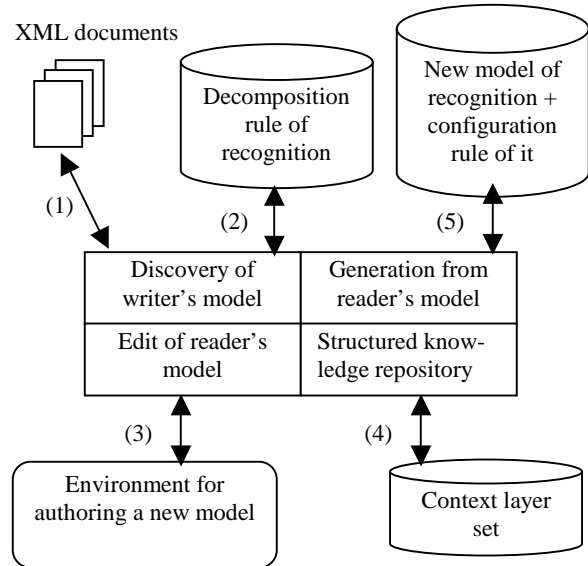 XML documents
Decomposition
rule of
recognition
New model of
recognition +
configuration
rule of it
(1)
(2)
(5)
Discovery of
writer's model
Generation from
reader's model
Edit of reader's
model
Structured know-
ledge repository
(3)
(4)
Environment for
authoring a new model
Context layer
set